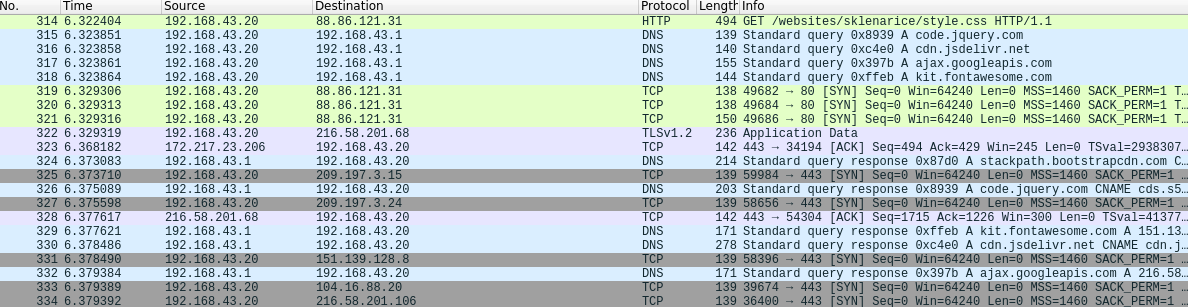 No. Time Source Destination Protocol Length Info
314 6.322404 192.168.43.20 88.86.121.31 HTTP 494 GET /websites/sklenarice/style.css HTTP/1.1
315 6.323851 192.168.43.20 192.168.43.1 DNS 139 Standard query 0x8939 A code.jquery.com
316 6.323858 192.168.43.20 192.168.43.1 DNS 140 Standard query 0xc4e0 A cdn.jsdelivr.net
317 6.323861 192.168.43.20 192.168.43.1 DNS 155 Standard query 0x397b A ajax.googleapis.com
318 6.323864 192.168.43.20 192.168.43.1 DNS 144 Standard query 0xffeb A kit.fontawesome.com
319 6.329306 192.168.43.20 88.86.121.31 TCP 138 49682 → 80 [SYN] Seq=0 Win=64240 Len=0 MSS=1460 SACK_PERM=1 T…
320 6.329313 192.168.43.20 88.86.121.31 TCP 138 49684 → 80 [SYN] Seq=0 Win=64240 Len=0 MSS=1460 SACK_PERM=1 T…
321 6.329316 192.168.43.20 88.86.121.31 TCP 150 49686 → 80 [SYN] Seq=0 Win=64240 Len=0 MSS=1460 SACK_PERM=1 T…
322 6.329319 192.168.43.20 216.58.201.68 TLSv1.2 236 Application Data
323 6.368182 172.217.23.206 192.168.43.20 TCP 142 443 → 34194 [ACK] Seq=494 Ack=429 Win=245 Len=0 TSval=2938307…
324 6.373083 192.168.43.1 192.168.43.20 DNS 214 Standard query response 0x87d0 A stackpath.bootstrapcdn.com C…
325 6.373710 192.168.43.20 209.197.3.15 TCP 139 59984 → 443 [SYN] Seq=0 Win=64240 Len=0 MSS=1460 SACK_PERM=1 …
326 6.375089 192.168.43.1 192.168.43.20 DNS 203 Standard query response 0x8939 A code.jquery.com CNAME cds.s5…
327 6.375598 192.168.43.20 209.197.3.24 TCP 139 58656 → 443 [SYN] Seq=0 Win=64240 Len=0 MSS=1460 SACK_PERM=1 …
328 6.377617 216.58.201.68 192.168.43.20 TCP 142 443 → 54304 [ACK] Seq=1715 Ack=1226 Win=300 Len=0 TSval=41377…
329 6.377621 192.168.43.1 192.168.43.20 DNS 171 Standard query response 0xffeb A kit.fontawesome.com A 151.13…
330 6.378486 192.168.43.1 192.168.43.20 DNS 278 Standard query response 0xc4e0 A cdn.jsdelivr.net CNAME cdn.j…
331 6.378490 192.168.43.20 151.139.128.8 TCP 139 58396 → 443 [SYN] Seq=0 Win=64240 Len=0 MSS=1460 SACK_PERM=1 …
332 6.379384 192.168.43.1 192.168.43.20 DNS 171 Standard query response 0x397b A ajax.googleapis.com A 216.58…
333 6.379389 192.168.43.20 104.16.88.20 TCP 139 39674 → 443 [SYN] Seq=0 Win=64240 Len=0 MSS=1460 SACK_PERM=1 …
334 6.379392 192.168.43.20 216.58.201.106 TCP 139 36400 → 443 [SYN] Seq=0 Win=64240 Len=0 MSS=1460 SACK_PERM=1 …